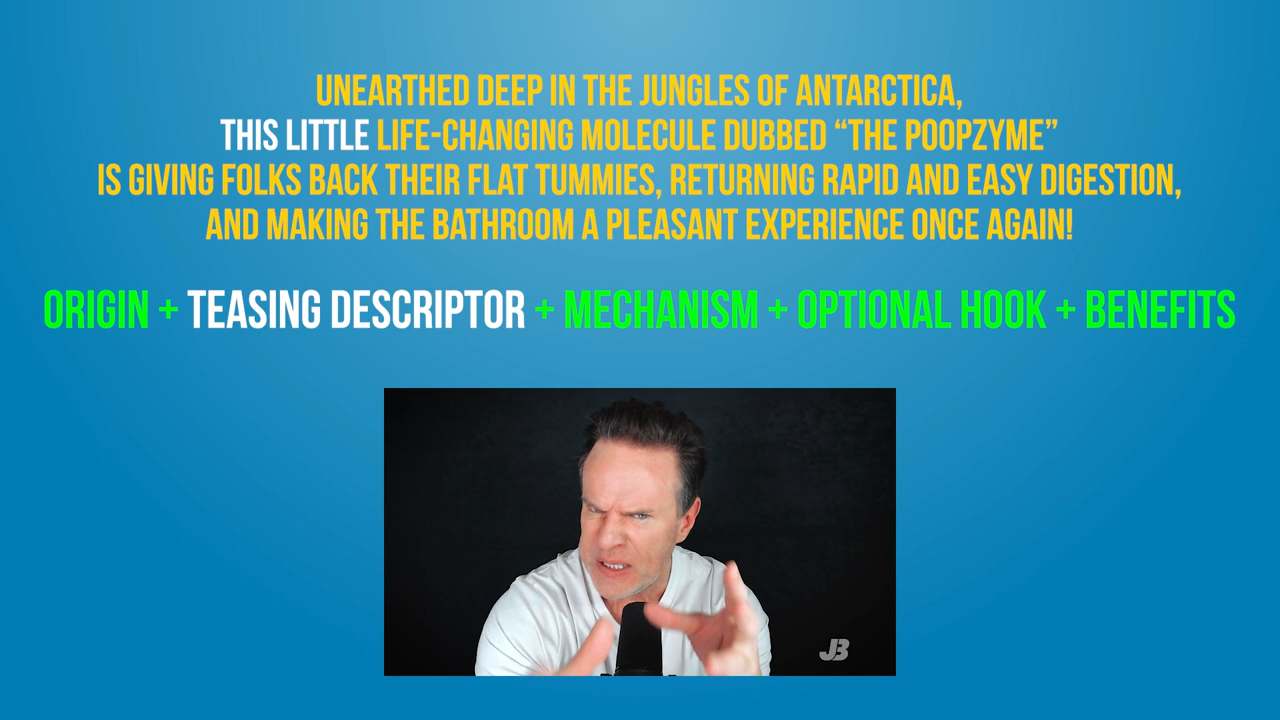 UNEARTHED DEEP IN THE JUNGLES OF ANTARCTICA,
THIS LITTLE LIFE-CHANGING MOLECULE DUBBED “THE POOPZYME”
IS GIVING FOLKS BACK THEIR FLAT TUMMIES, RETURNING RAPID AND EASY DIGESTION,
AND MAKING THE BATHROOM A PLEASANT EXPERIENCE ONCE AGAIN!
ORIGIN + TEASING DESCRIPTOR + MECHANISM + OPTIONAL HOOK + BENEFITS
JB